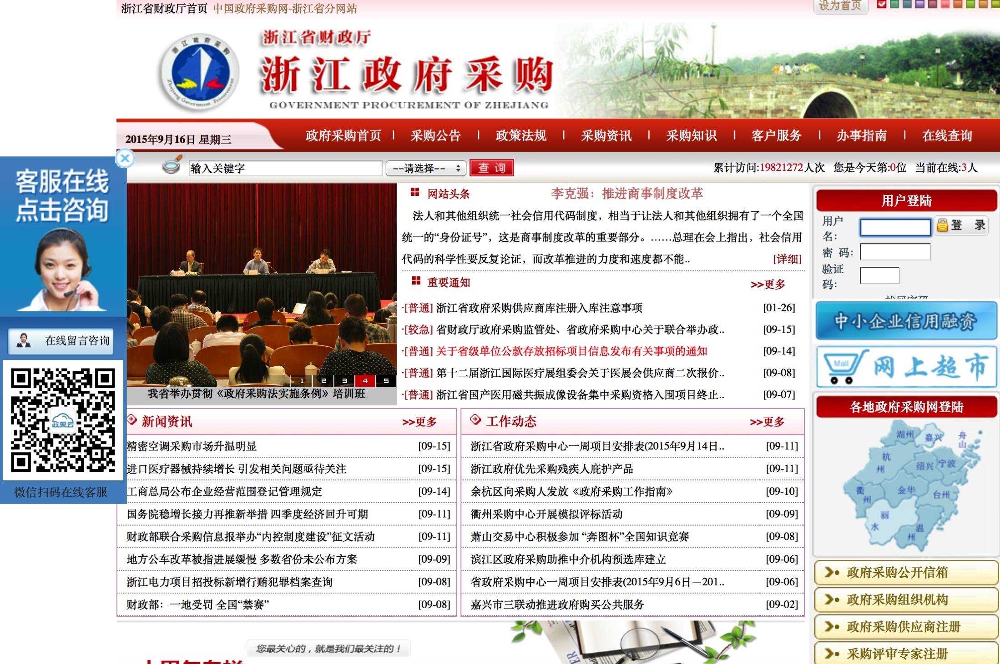 浙江省财政厅首页 中国政府采购网-浙江省分网站
设为首页
浙江政府采购
Zhejiang Government Procurement
浙江省财政厅
浙江政府采购
GOVERNMENT PROCUREMENT OF ZHEJIANG
2015年9月16日 星期三
政府采购首页 | 采购公告 | 政策法规 | 采购资讯 | 采购知识 | 客户服务 | 办事指南 | 在线查询
输入关键字 --请选择-- 查 询
累计访问:19821272人次 您是今天第:0位 当前在线:3人
客服在线
点击咨询
在线留言咨询
政采云
微信扫码在线客服
1 2 3 4 5
我省举办贯彻《政府采购法实施条例》培训班
网站头条 李克强：推进商事制度改革
法人和其他组织统一社会信用代码制度，相当于让法人和其他组织拥有了一个全国
统一的“身份证号”，这是商事制度改革的重要部分。……总理在会上指出，社会信用
代码的科学性要反复论证，而改革推进的力度和速度都不能.. [详细]
重要通知 >>更多
·[普通] 浙江省政府采购供应商库注册入库注意事项 [01-26]
·[较急] 省财政厅政府采购监管处、省政府采购中心关于联合举办政.. [09-15]
·[普通] 关于省级单位公款存放招标项目信息发布有关事项的通知 [09-14]
·[普通] 第十二届浙江国际医疗展组委会关于医展会供应商二次报价.. [09-08]
·[普通] 浙江省国产医用磁共振成像设备集中采购资格入围项目终止.. [09-07]
用户登陆
用户
名： 登 录
密 码：
验证
码：
找回密码
中小企业信用融资
Mall 网上超市
新闻资讯 >>更多
精密空调采购市场升温明显 [09-15]
进口医疗器械持续增长 引发相关问题亟待关注 [09-15]
工商总局公布企业经营范围登记管理规定 [09-14]
国务院稳增长接力再推新举措 四季度经济回升可期 [09-11]
财政部联合采购信息报举办“内控制度建设”征文活动 [09-11]
地方公车改革被指进展缓慢 多数省份未公布方案 [09-09]
浙江电力项目招投标新增行贿犯罪档案查询 [09-08]
财政部：一地受罚 全国“禁赛” [09-08]
工作动态 >>更多
浙江省政府采购中心一周项目安排表(2015年9月14日.. [09-11]
浙江政府优先采购残疾人庇护产品 [09-11]
余杭区向采购人发放《政府采购工作指南》 [09-10]
衢州采购中心开展模拟评标活动 [09-09]
萧山交易中心积极参加 “奔图杯”全国知识竞赛 [09-08]
滨江区政府采购助推中介机构预选库建立 [09-06]
省政府采购中心一周项目安排表(2015年9月6日—201.. [09-06]
嘉兴市三联动推进政府购买公共服务 [09-02]
各地政府采购网登陆
湖州
嘉兴
舟山
杭州
绍兴
宁波
衢州
金华
台州
丽水
温州
政府采购公开信箱
政府采购组织机构
政府采购供应商注册
采购评审专家注册
您最关心的，就是我们最关注的！